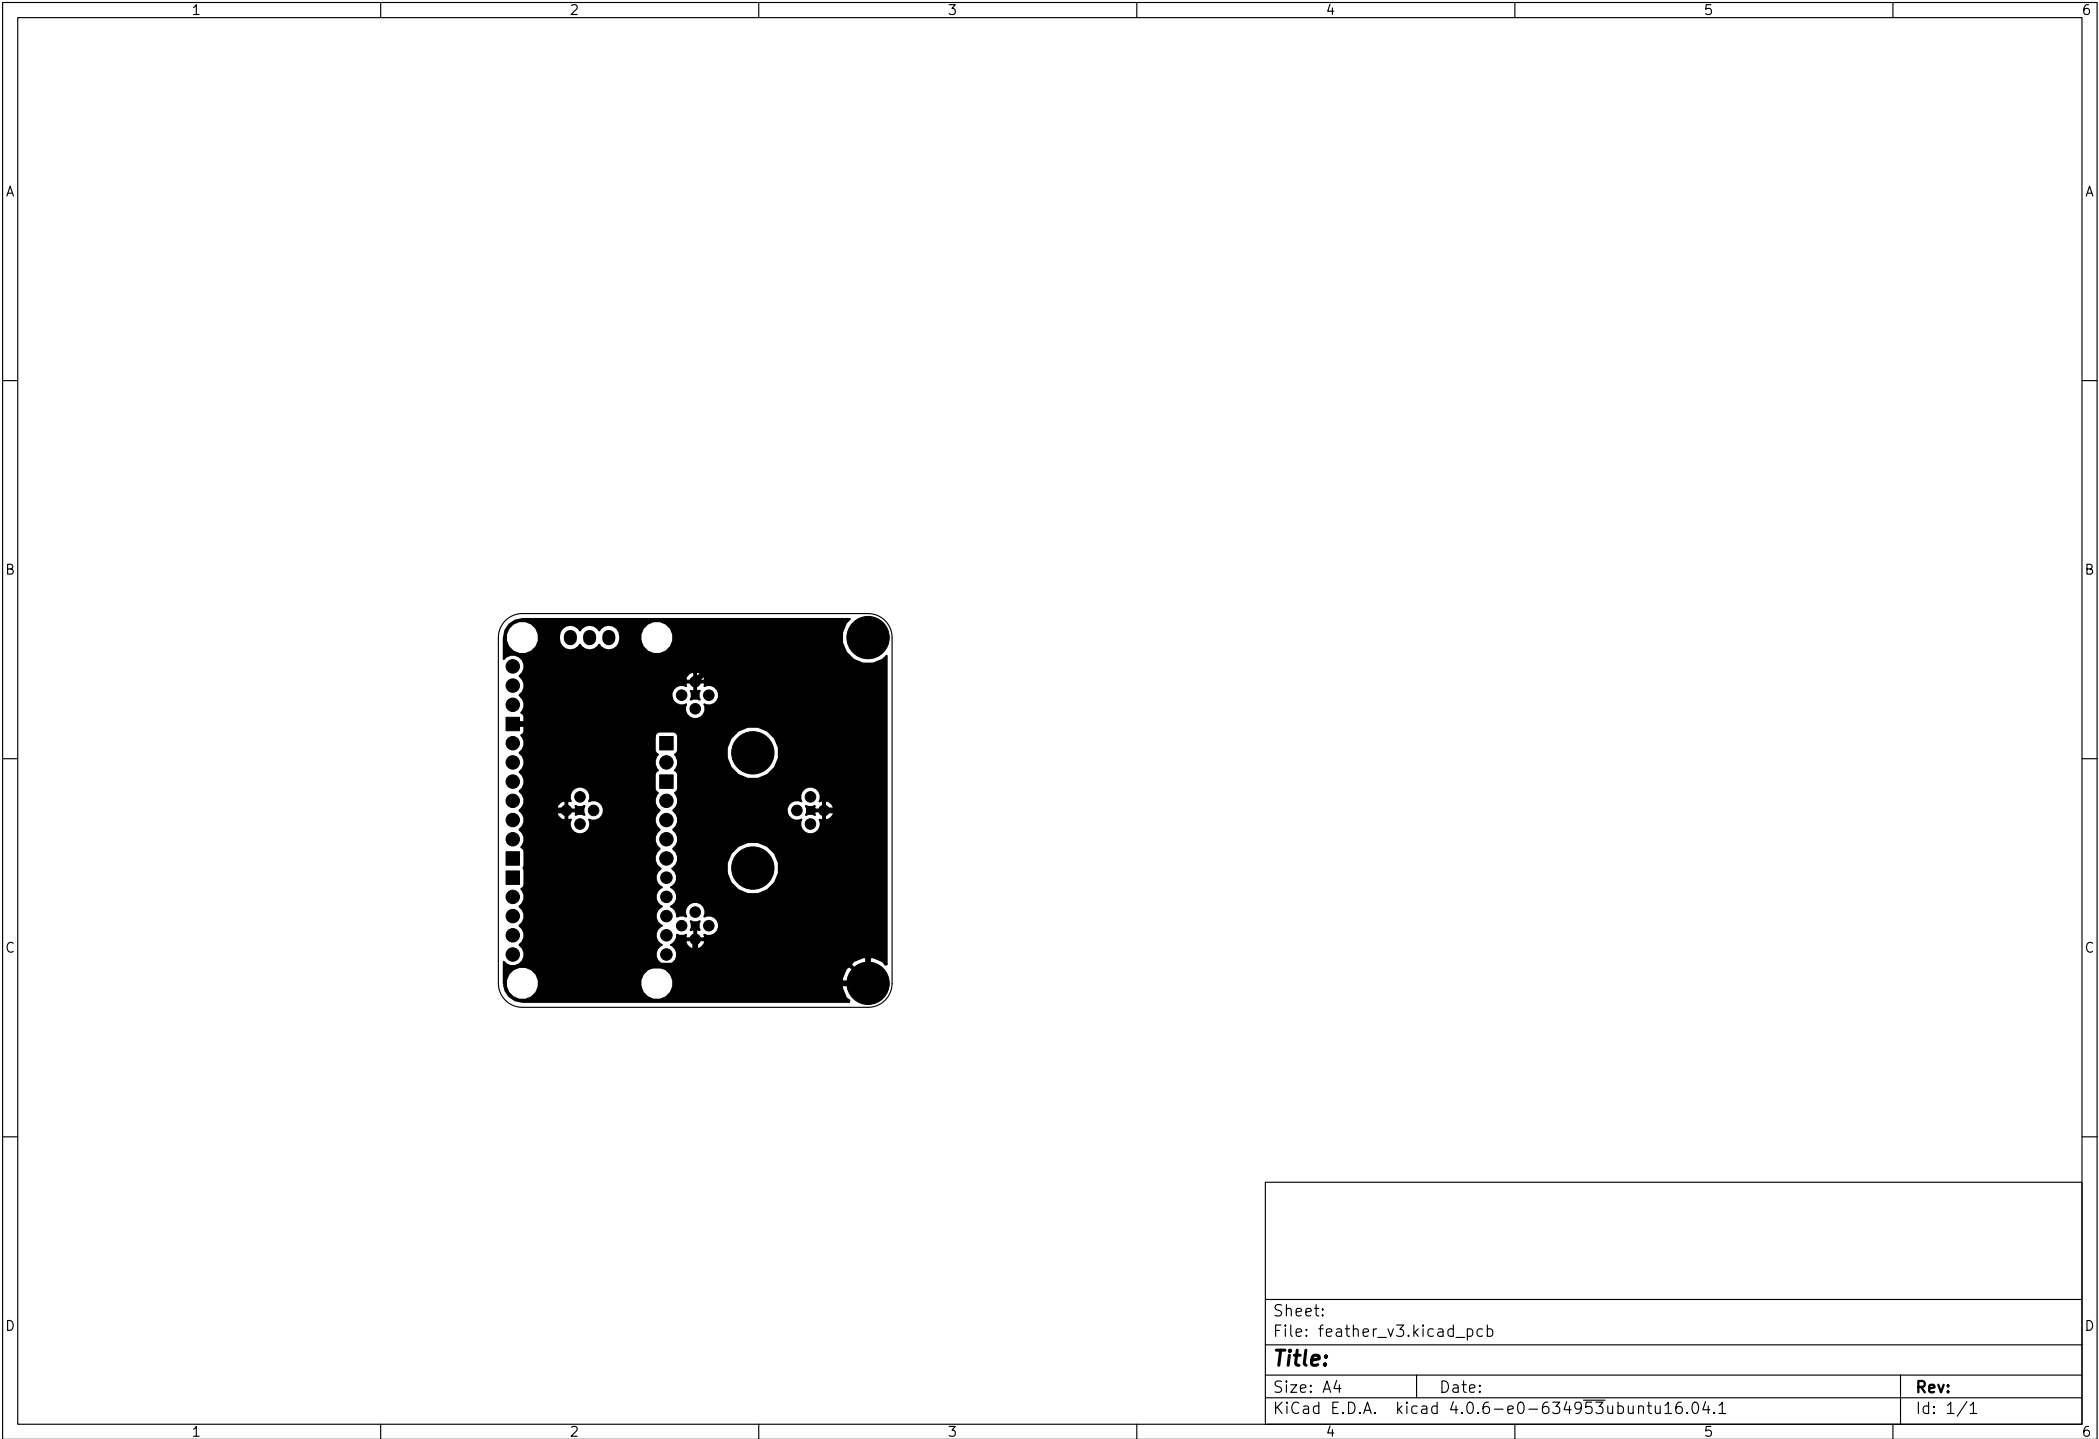 1 2 3 4 5 6
A A
B B
C C
D D
Sheet:
File: feather_v3.kicad_pcb
Title:
Size: A4 Date: Rev:
KiCad E.D.A. kicad 4.0.6-e0-634953ubuntu16.04.1 Id: 1/1
1 2 3 4 5 6